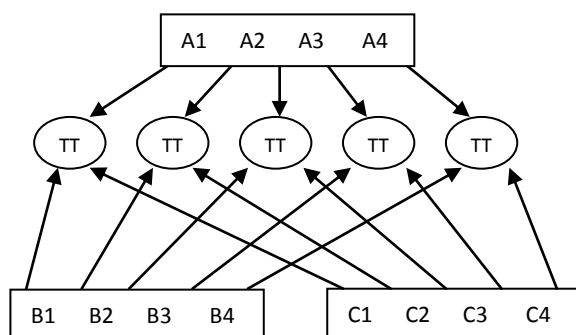 A1 A2 A3 A4
TT TT TT TT TT
B1 B2 B3 B4 C1 C2 C3 C4